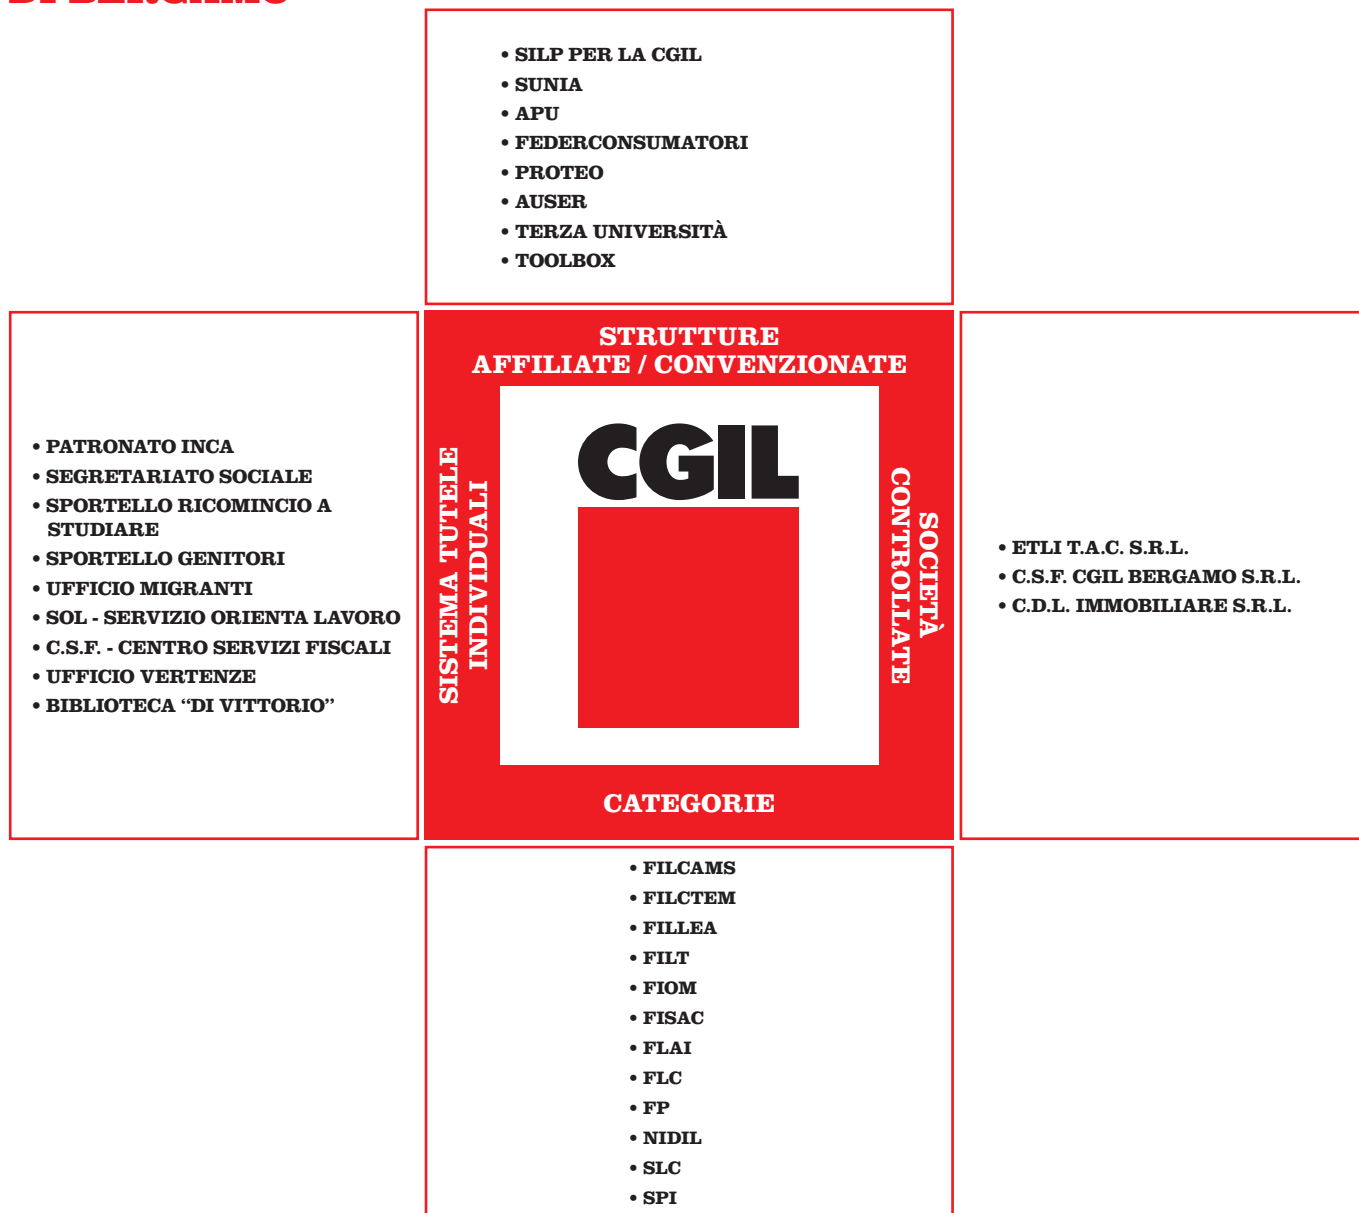 DI BERGAMO
• SILP PER LA CGIL
• SUNIA
• APU
• FEDERCONSUMATORI
• PROTEO
• AUSER
• TERZA UNIVERSITÀ
• TOOLBOX
STRUTTURE
AFFILIATE / CONVENZIONATE
• PATRONATO INCA
• SEGRETARIATO SOCIALE
• SPORTELLO RICOMINCIO A
STUDIARE
• SPORTELLO GENITORI
• UFFICIO MIGRANTI
• SOL - SERVIZIO ORIENTA LAVORO
• C.S.F. - CENTRO SERVIZI FISCALI
• UFFICIO VERTENZE
• BIBLIOTECA “DI VITTORIO”
SISTEMA TUTELE
INDIVIDUALI
CGIL
SOCIETÀ
CONTROLLATE
• ETLI T.A.C. S.R.L.
• C.S.F. CGIL BERGAMO S.R.L.
• C.D.L. IMMOBILIARE S.R.L.
CATEGORIE
• FILCAMS
• FILCTEM
• FILLEA
• FILT
• FIOM
• FISAC
• FLAI
• FLC
• FP
• NIDIL
• SLC
• SPI